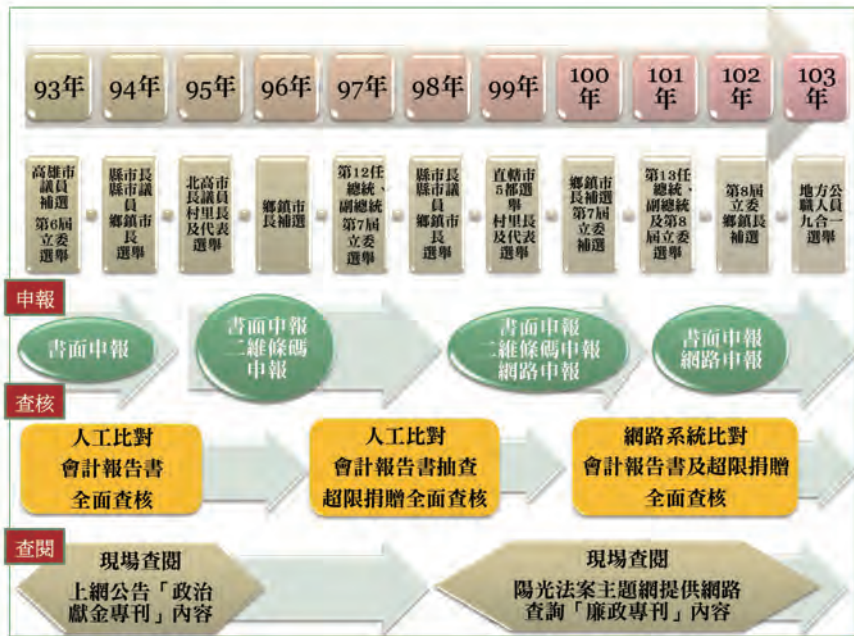 93年
94年
95年
96年
97年
98年
99年
100
年
101
年
102
年
103
年
高雄市
議員
補選
第6屆
立委
選舉
縣市長
縣市議
員
鄉鎮市
長
選舉
北高市
長議員
村里長
及代表
選舉
鄉鎮市
長補選
第12任
總統、
副總統
第7屆
立委
選舉
縣市長
縣市議
員
鄉鎮市
長
選舉
直轄市
5都選
舉
村里長
及代表
選舉
鄉鎮市
長補選
第7屆
立委
補選
第13任
總統、
副總統
及第8
屆立委
選舉
第8屆
立委
鄉鎮長
補選
地方公
職人員
九合一
選舉
申報
書面申報
書面申報
二維條碼
申報
書面申報
二維條碼申報
網路申報
書面申報
網路申報
查核
人工比對
會計報告書
全面查核
人工比對
會計報告書抽查
超限捐贈全面查核
網路系統比對
會計報告書及超限捐贈
全面查核
查閱
現場查閱
上網公告「政治
獻金專刊」內容
現場查閱
陽光法案主題網提供網路
查詢「廉政專刊」內容